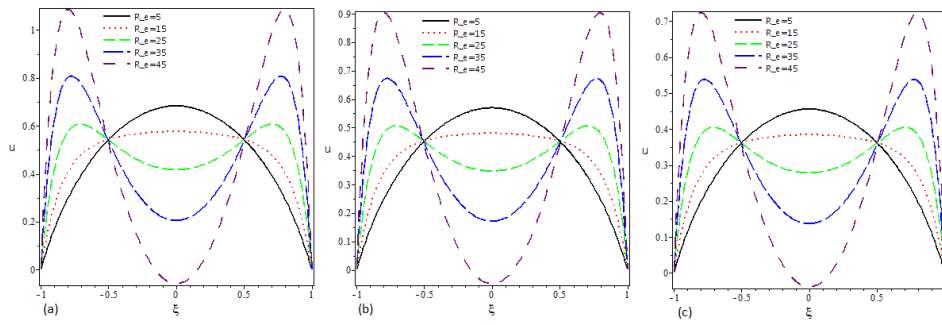 R_e=5
R_e=15
R_e=25
R_e=35
R_e=45
1
0.8
0.6
0.4
0.2
0
u
-1 -0.5 0 0.5 1
(a) ξ
R_e=5
R_e=15
R_e=25
R_e=35
R_e=45
0.9
0.8
0.7
0.6
0.5
0.4
0.3
0.2
0.1
0
u
-1 -0.5 0 0.5 1
(b) ξ
R_e=5
R_e=15
R_e=25
R_e=35
R_e=45
0.7
0.6
0.5
0.4
0.3
0.2
0.1
0
u
-1 -0.5 0 0.5
(c) ξ